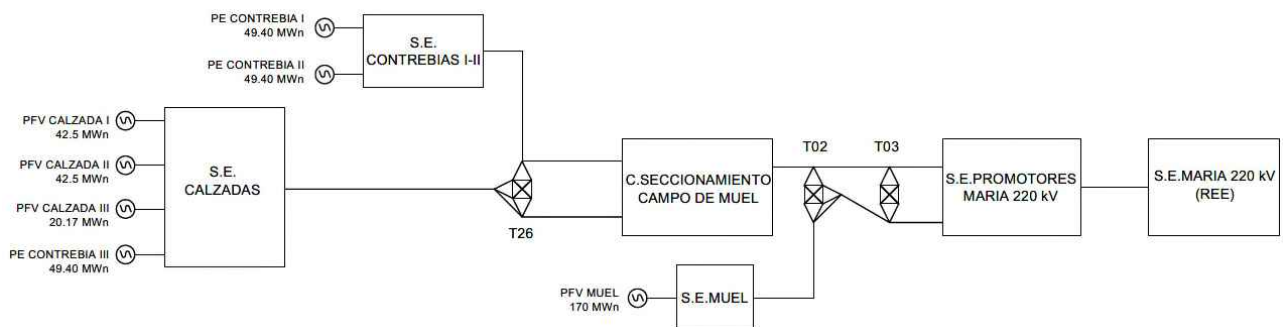 PE CONTREBIA I
49.40 MWn
PE CONTREBIA II
49.40 MWn
S.E.
CONTREBIAS I-II
PFV CALZADA I
42.5 MWn
PFV CALZADA II
42.5 MWn
PFV CALZADA III
20.17 MWn
PE CONTREBIA III
49.40 MWn
S.E.
CALZADAS
T26
C.SECCIONAMIENTO
CAMPO DE MUEL
T02
T03
S.E.PROMOTORES
MARIA 220 kV
S.E.MARIA 220 kV
(REE)
PFV MUEL
170 MWn
S.E.MUEL